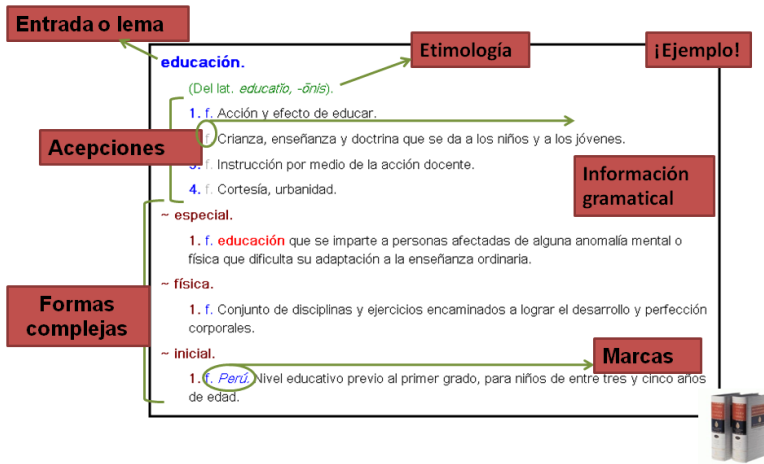 Entrada o lema
Etimología
¡Ejemplo!
educación.
(Del lat. educatĭo, -ōnis).
1. f. Acción y efecto de educar.
f. Crianza, enseñanza y doctrina que se da a los niños y a los jóvenes.
Acepciones
3. f. Instrucción por medio de la acción docente.
Información
gramatical
4. f. Cortesía, urbanidad.
~ especial.
1. f. educación que se imparte a personas afectadas de alguna anomalía mental o
física que dificulta su adaptación a la enseñanza ordinaria.
~ física.
Formas
complejas
1. f. Conjunto de disciplinas y ejercicios encaminados a lograr el desarrollo y perfección
corporales.
~ inicial.
Marcas
1. f. Perú. Nivel educativo previo al primer grado, para niños de entre tres y cinco años
de edad.